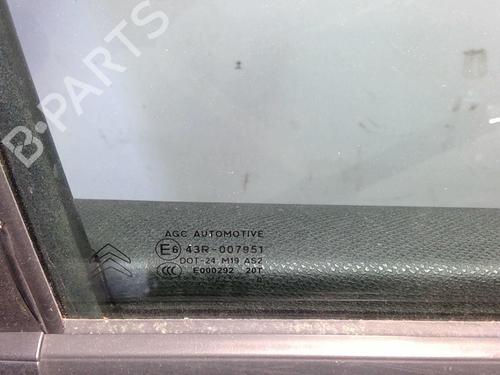 B-PARTS
AGC AUTOMOTIVE
E6 43R-007951
DOT-24 M19 AS2
CCC E000292 20T